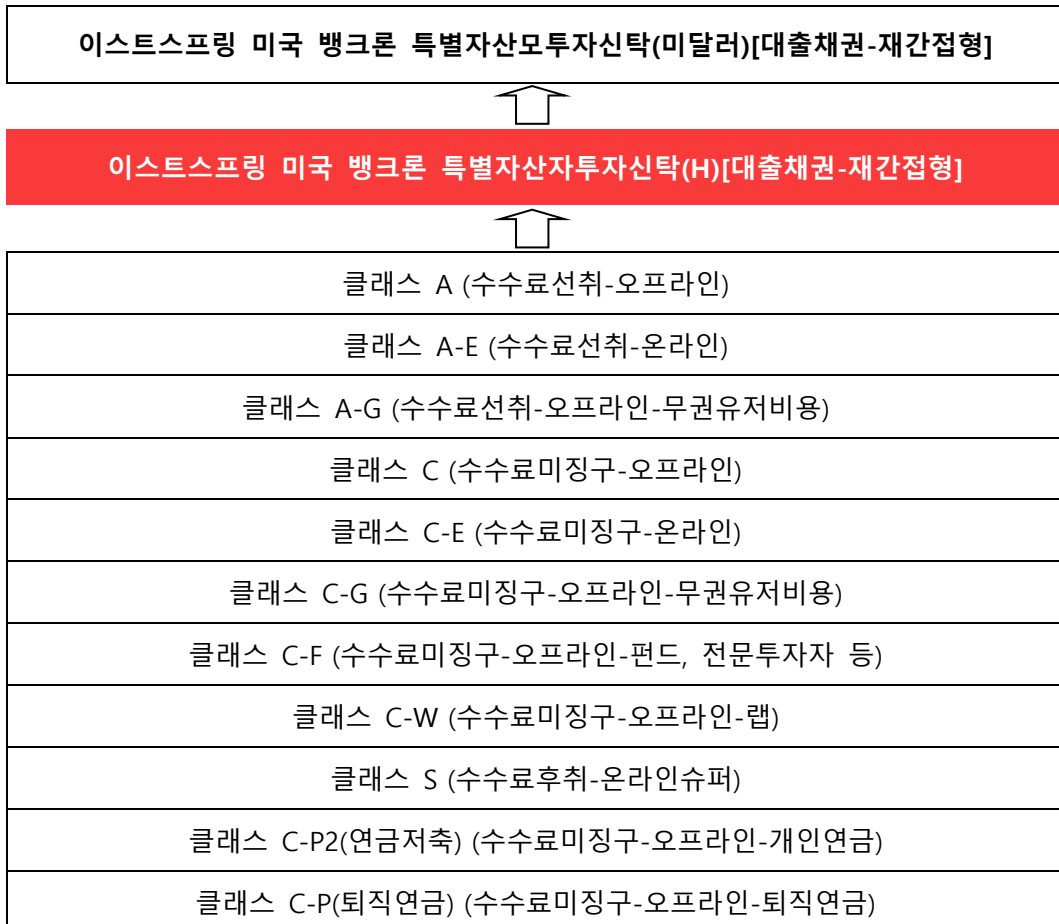 이스트스프링 미국 뱅크론 특별자산모투자신탁(미달러)[대출채권-재간접형]
이스트스프링 미국 뱅크론 특별자산자투자신탁(H)[대출채권-재간접형]
클래스 A (수수료선취-오프라인)
클래스 A-E (수수료선취-온라인)
클래스 A-G (수수료선취-오프라인-무권유저비용)
클래스 C (수수료미징구-오프라인)
클래스 C-E (수수료미징구-온라인)
클래스 C-G (수수료미징구-오프라인-무권유저비용)
클래스 C-F (수수료미징구-오프라인-펀드, 전문투자자 등)
클래스 C-W (수수료미징구-오프라인-랩)
클래스 S (수수료후취-온라인슈퍼)
클래스 C-P2(연금저축) (수수료미징구-오프라인-개인연금)
클래스 C-P(퇴직연금) (수수료미징구-오프라인-퇴직연금)